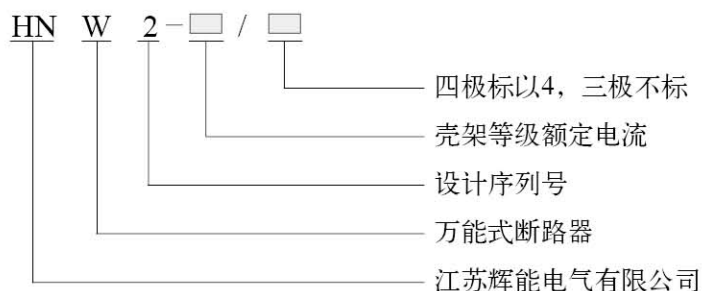 HN W 2 - /
四极标以4，三极不标
壳架等级额定电流
设计序列号
万能式断路器
江苏辉能电气有限公司